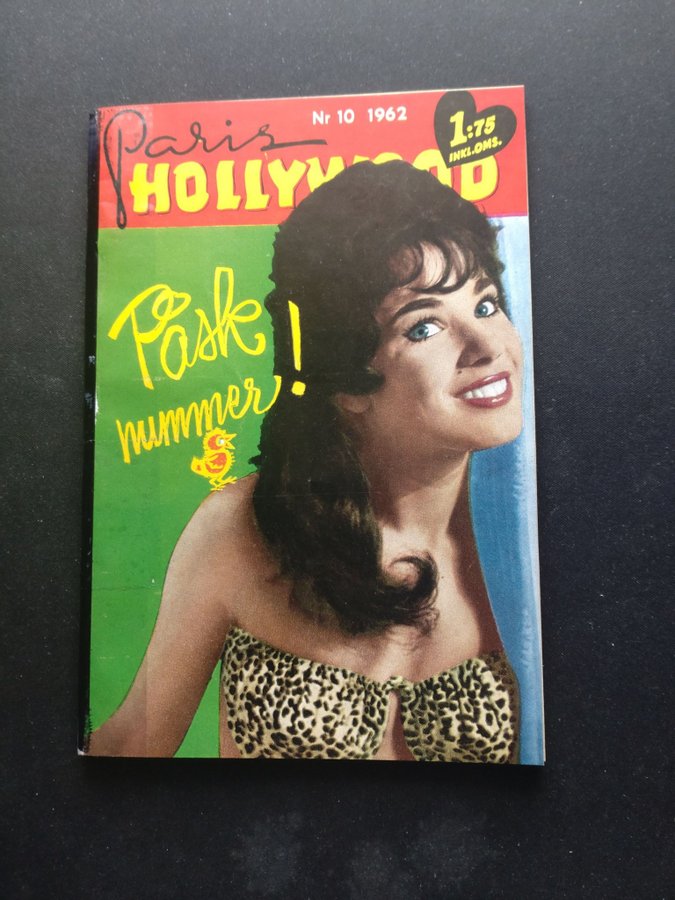 Nr 10 1962
1:75
INKL.OMS.
Paris
HOLLYWOOD
Påsk
nummer!